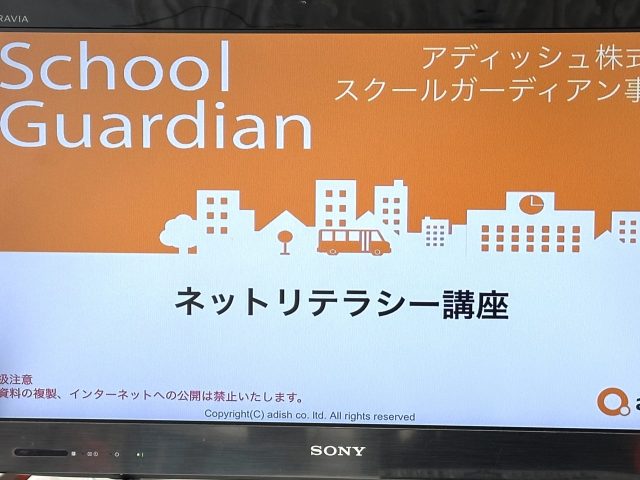 RAVIA
School
Guardian
アディッシュ株式
スクールガーディアン事
ネットリテラシー講座
扱注意
資料の複製、インターネットへの公開は禁止いたします。
Copyright(C) adish co. ltd. All rights reserved
a
SONY